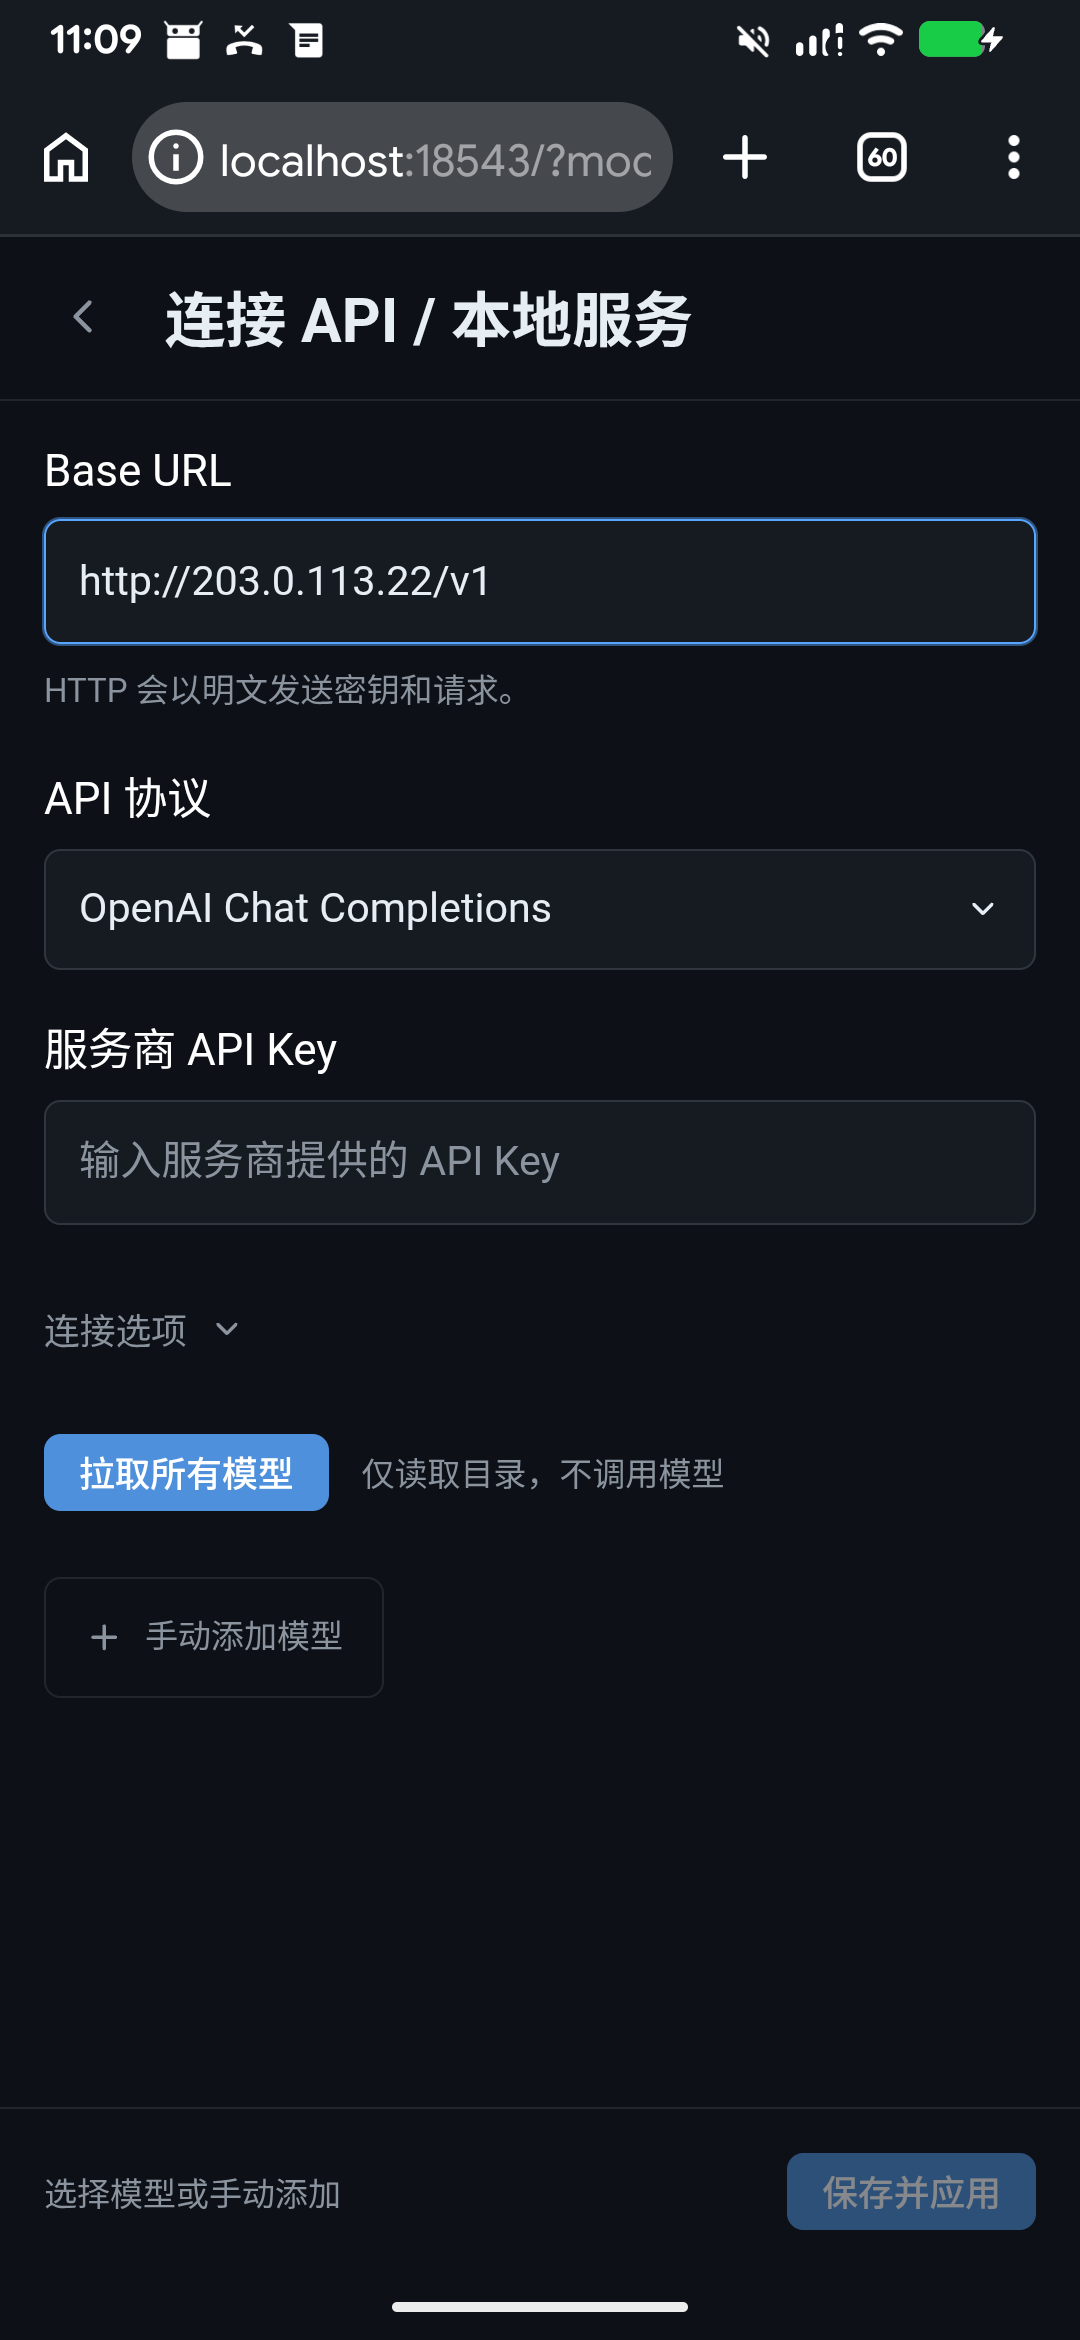 11:09
localhost:18543/?mod
60
连接 API / 本地服务
Base URL
http://203.0.113.22/v1
HTTP 会以明文发送密钥和请求。
API 协议
OpenAI Chat Completions
服务商 API Key
输入服务商提供的 API Key
连接选项
拉取所有模型 仅读取目录，不调用模型
手动添加模型
选择模型或手动添加
保存并应用